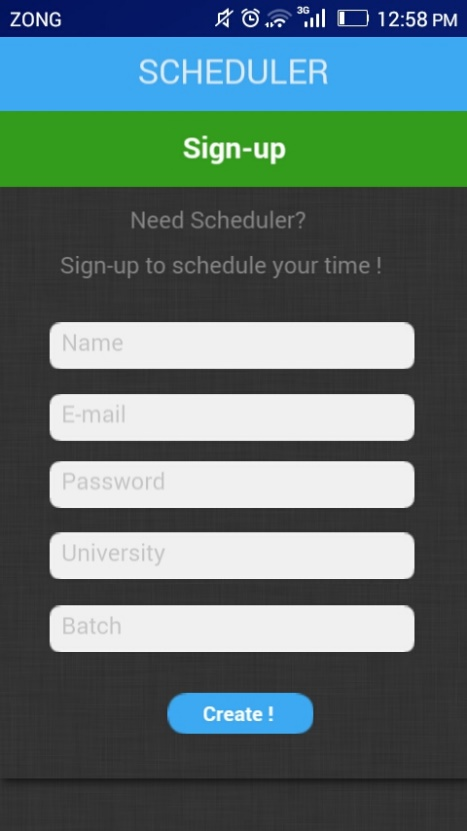 ZONG 3G 12:58 PM
SCHEDULER
Sign-up
Need Scheduler?
Sign-up to schedule your time !
Name
E-mail
Password
University
Batch
Create !